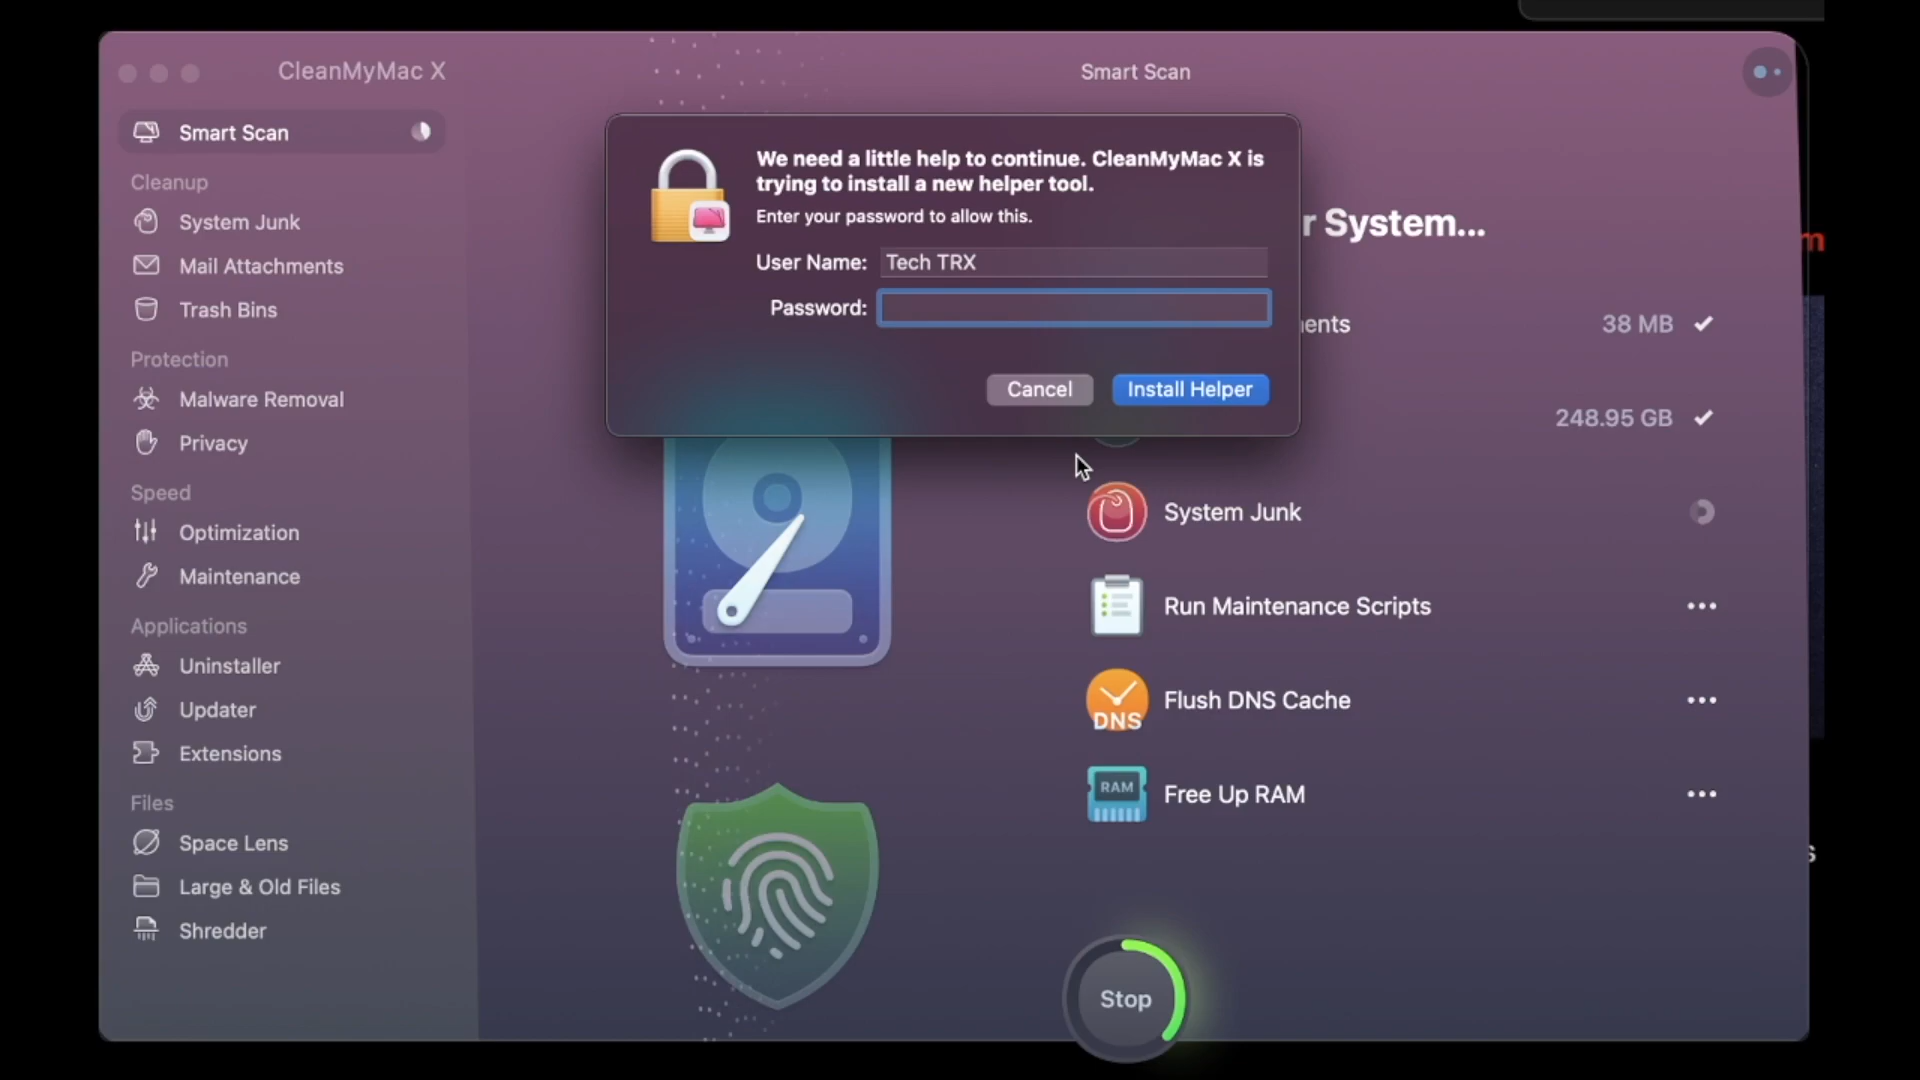 CleanMyMac X
Smart Scan
Smart Scan
Cleanup
System Junk
Mail Attachments
Trash Bins
Protection
Malware Removal
Privacy
Speed
Optimization
Maintenance
Applications
Uninstaller
Updater
Extensions
Files
Space Lens
Large & Old Files
Shredder
We need a little help to continue. CleanMyMac X is
trying to install a new helper tool.
Enter your password to allow this.
User Name: Tech TRX
Password:
Cancel
Install Helper
r System...
ents 38 MB
248.95 GB
System Junk
Run Maintenance Scripts
DNS
Flush DNS Cache
RAM
Free Up RAM
Stop